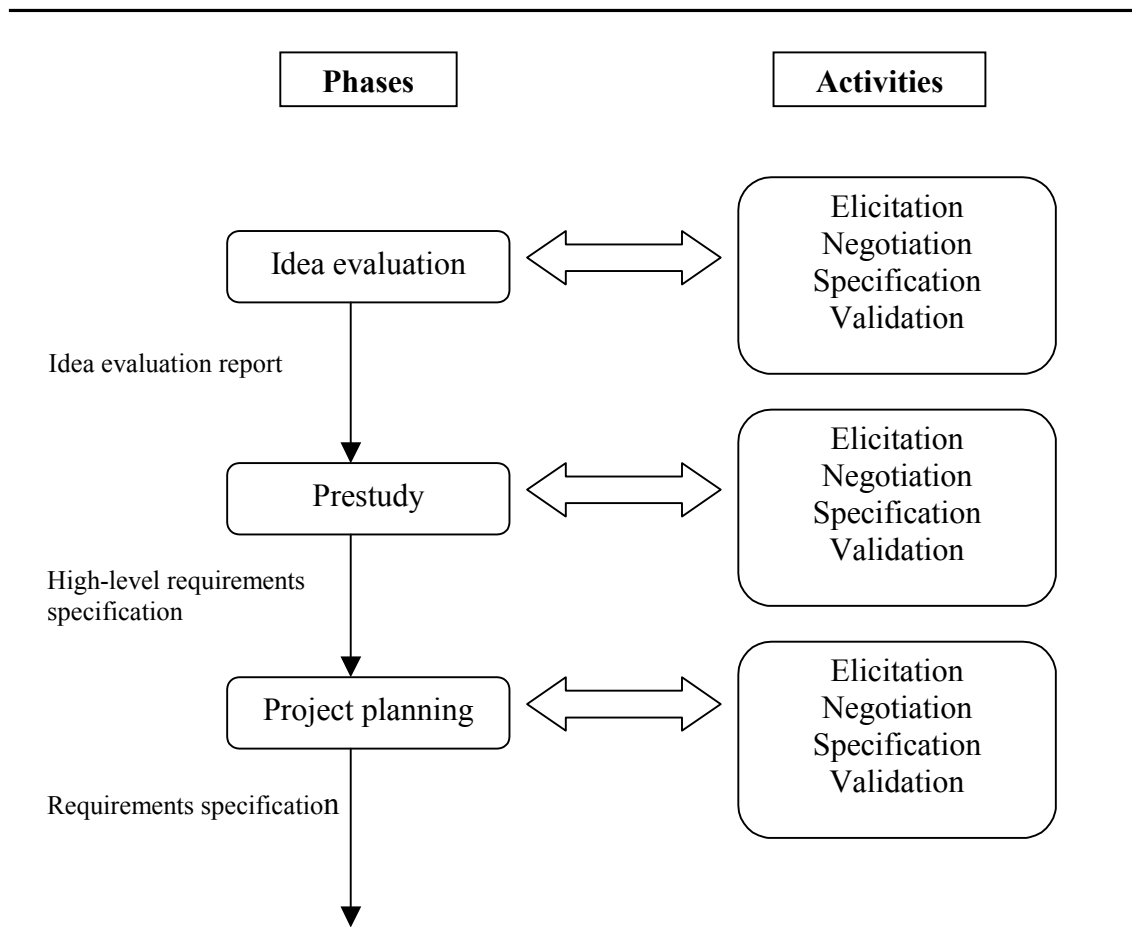 Phases
Activities
Idea evaluation
Elicitation
Negotiation
Specification
Validation
Idea evaluation report
Prestudy
Elicitation
Negotiation
Specification
Validation
High-level requirements
specification
Project planning
Elicitation
Negotiation
Specification
Validation
Requirements specification